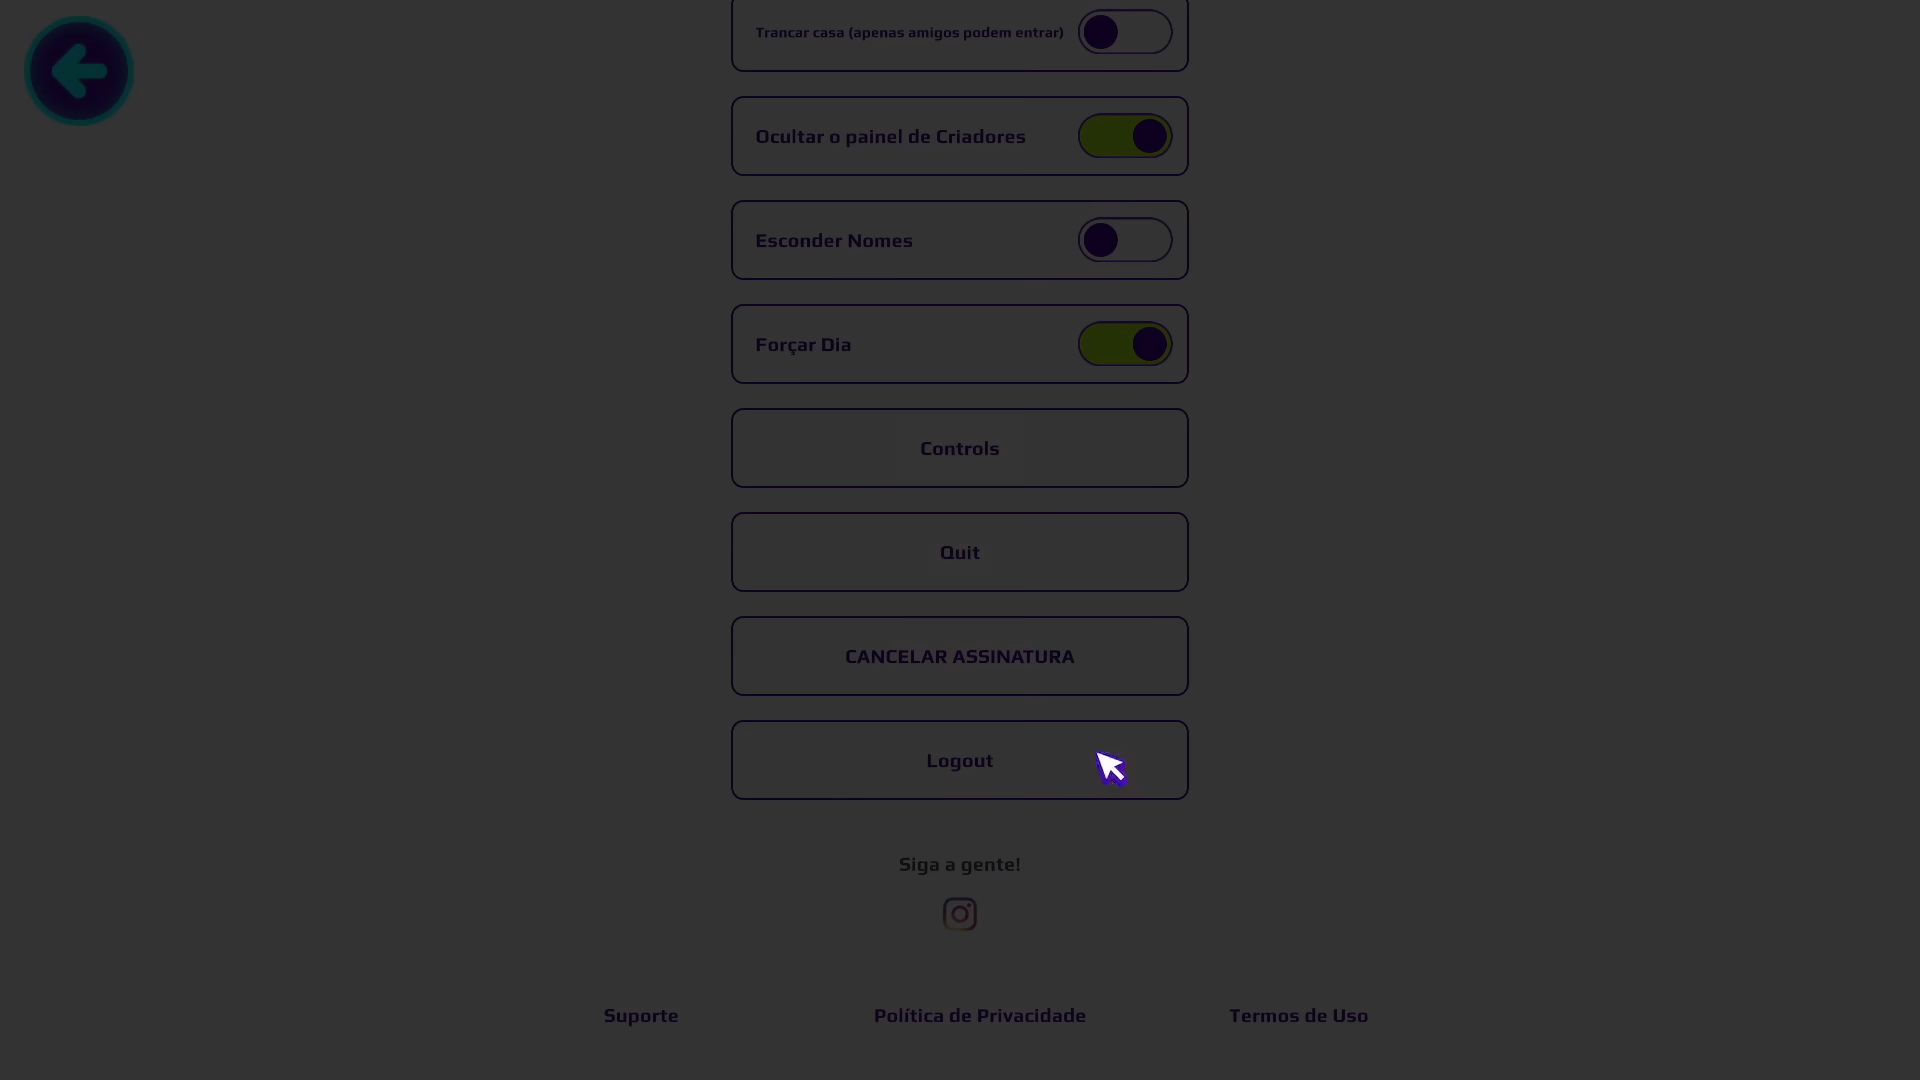 Trancar casa (apenas amigos podem entrar)
Ocultar o painel de Criadores
Esconder Nomes
Forçar Dia
Controls
Quit
CANCELAR ASSINATURA
Logout
Siga a gente!
Suporte
Política de Privacidade
Termos de Uso